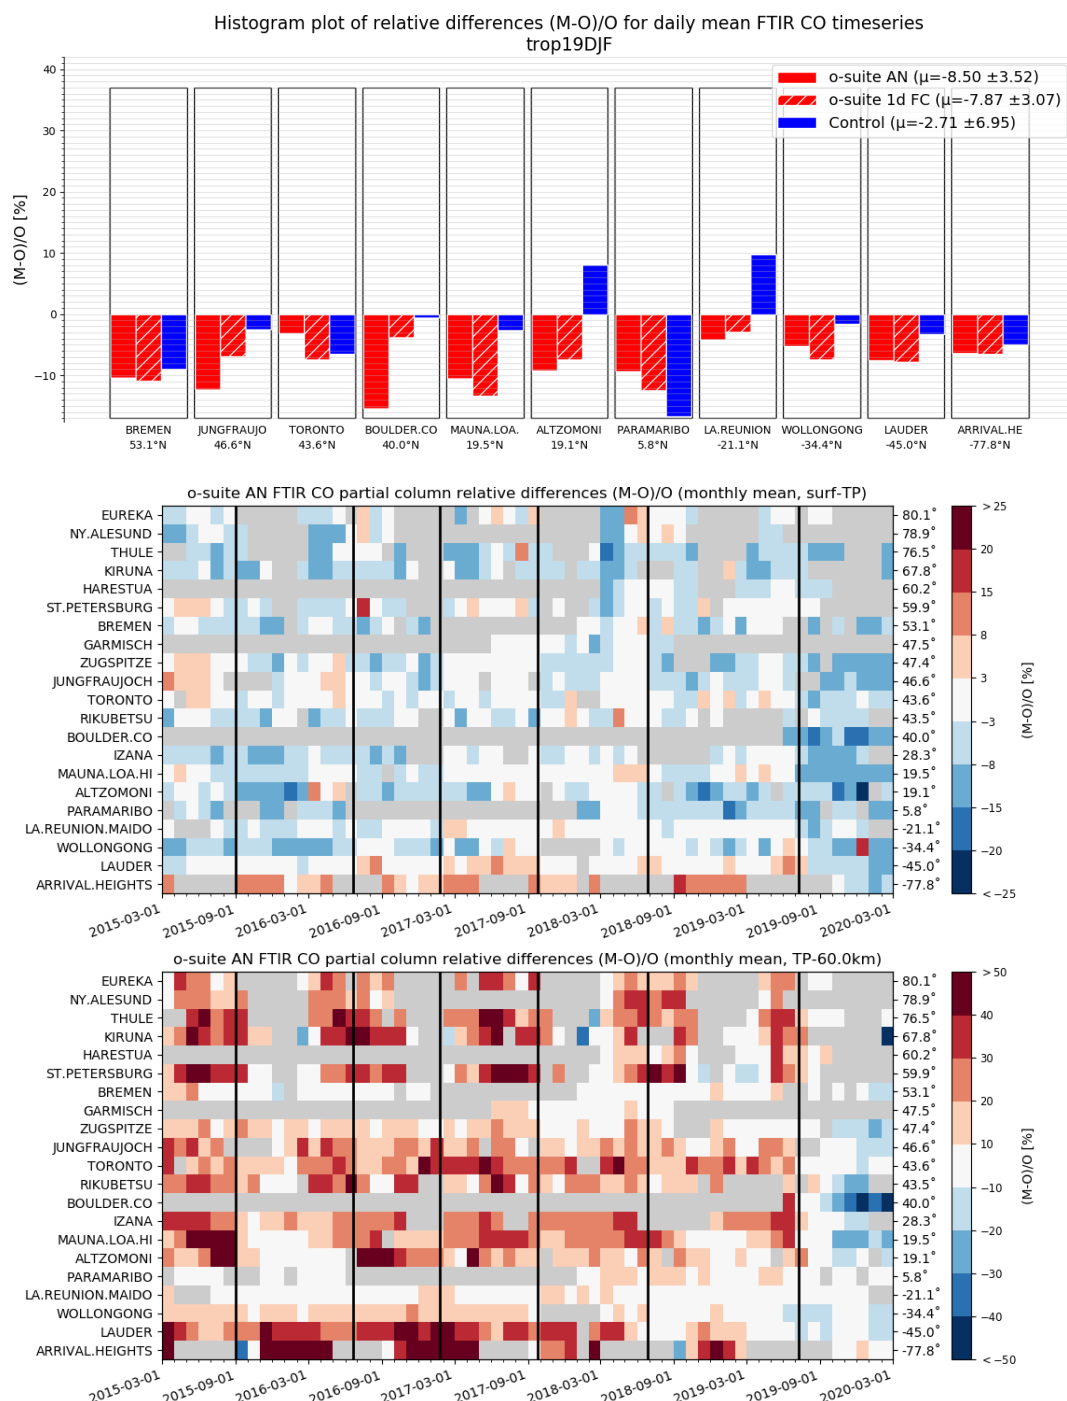 Histogram plot of relative differences (M-O)/O for daily mean FTIR CO timeseries
trop19DJF
(M-O)/O [%]
40
30
20
10
0
−10
o-suite AN (μ=-8.50 ±3.52)
o-suite 1d FC (μ=-7.87 ±3.07)
Control (μ=-2.71 ±6.95)
BREMEN JUNGFRAUJO TORONTO BOULDER.CO MAUNA.LOA. ALTZOMONI PARAMARIBO LA.REUNION WOLLONGONG LAUDER ARRIVAL.HE
53.1°N 46.6°N 43.6°N 40.0°N 19.5°N 19.1°N 5.8°N -21.1°N -34.4°N -45.0°N -77.8°N
o-suite AN FTIR CO partial column relative differences (M-O)/O (monthly mean, surf-TP)
EUREKA 80.1˚
NY.ALESUND 78.9˚
THULE 76.5˚
KIRUNA 67.8˚
HARESTUA 60.2˚
ST.PETERSBURG 59.9˚
BREMEN 53.1˚
GARMISCH 47.5˚
ZUGSPITZE 47.4˚
JUNGFRAUJOCH 46.6˚
TORONTO 43.6˚
RIKUBETSU 43.5˚
BOULDER.CO 40.0˚
IZANA 28.3˚
MAUNA.LOA.HI 19.5˚
ALTZOMONI 19.1˚
PARAMARIBO 5.8˚
LA.REUNION.MAIDO -21.1˚
WOLLONGONG -34.4˚
LAUDER -45.0˚
ARRIVAL.HEIGHTS -77.8˚
2015-03-01 2015-09-01 2016-03-01 2016-09-01 2017-03-01 2017-09-01 2018-03-01 2018-09-01 2019-03-01 2019-09-01 2020-03-01
>25
20
15
8
3
−3
−8
−15
−20
<−25
(M-O)/O [%]
o-suite AN FTIR CO partial column relative differences (M-O)/O (monthly mean, TP-60.0km)
EUREKA 80.1˚
NY.ALESUND 78.9˚
THULE 76.5˚
KIRUNA 67.8˚
HARESTUA 60.2˚
ST.PETERSBURG 59.9˚
BREMEN 53.1˚
GARMISCH 47.5˚
ZUGSPITZE 47.4˚
JUNGFRAUJOCH 46.6˚
TORONTO 43.6˚
RIKUBETSU 43.5˚
BOULDER.CO 40.0˚
IZANA 28.3˚
MAUNA.LOA.HI 19.5˚
ALTZOMONI 19.1˚
PARAMARIBO 5.8˚
LA.REUNION.MAIDO -21.1˚
WOLLONGONG -34.4˚
LAUDER -45.0˚
ARRIVAL.HEIGHTS -77.8˚
2015-03-01 2015-09-01 2016-03-01 2016-09-01 2017-03-01 2017-09-01 2018-03-01 2018-09-01 2019-03-01 2019-09-01 2020-03-01
>50
40
30
20
10
−10
−20
−30
−40
<−50
(M-O)/O [%]